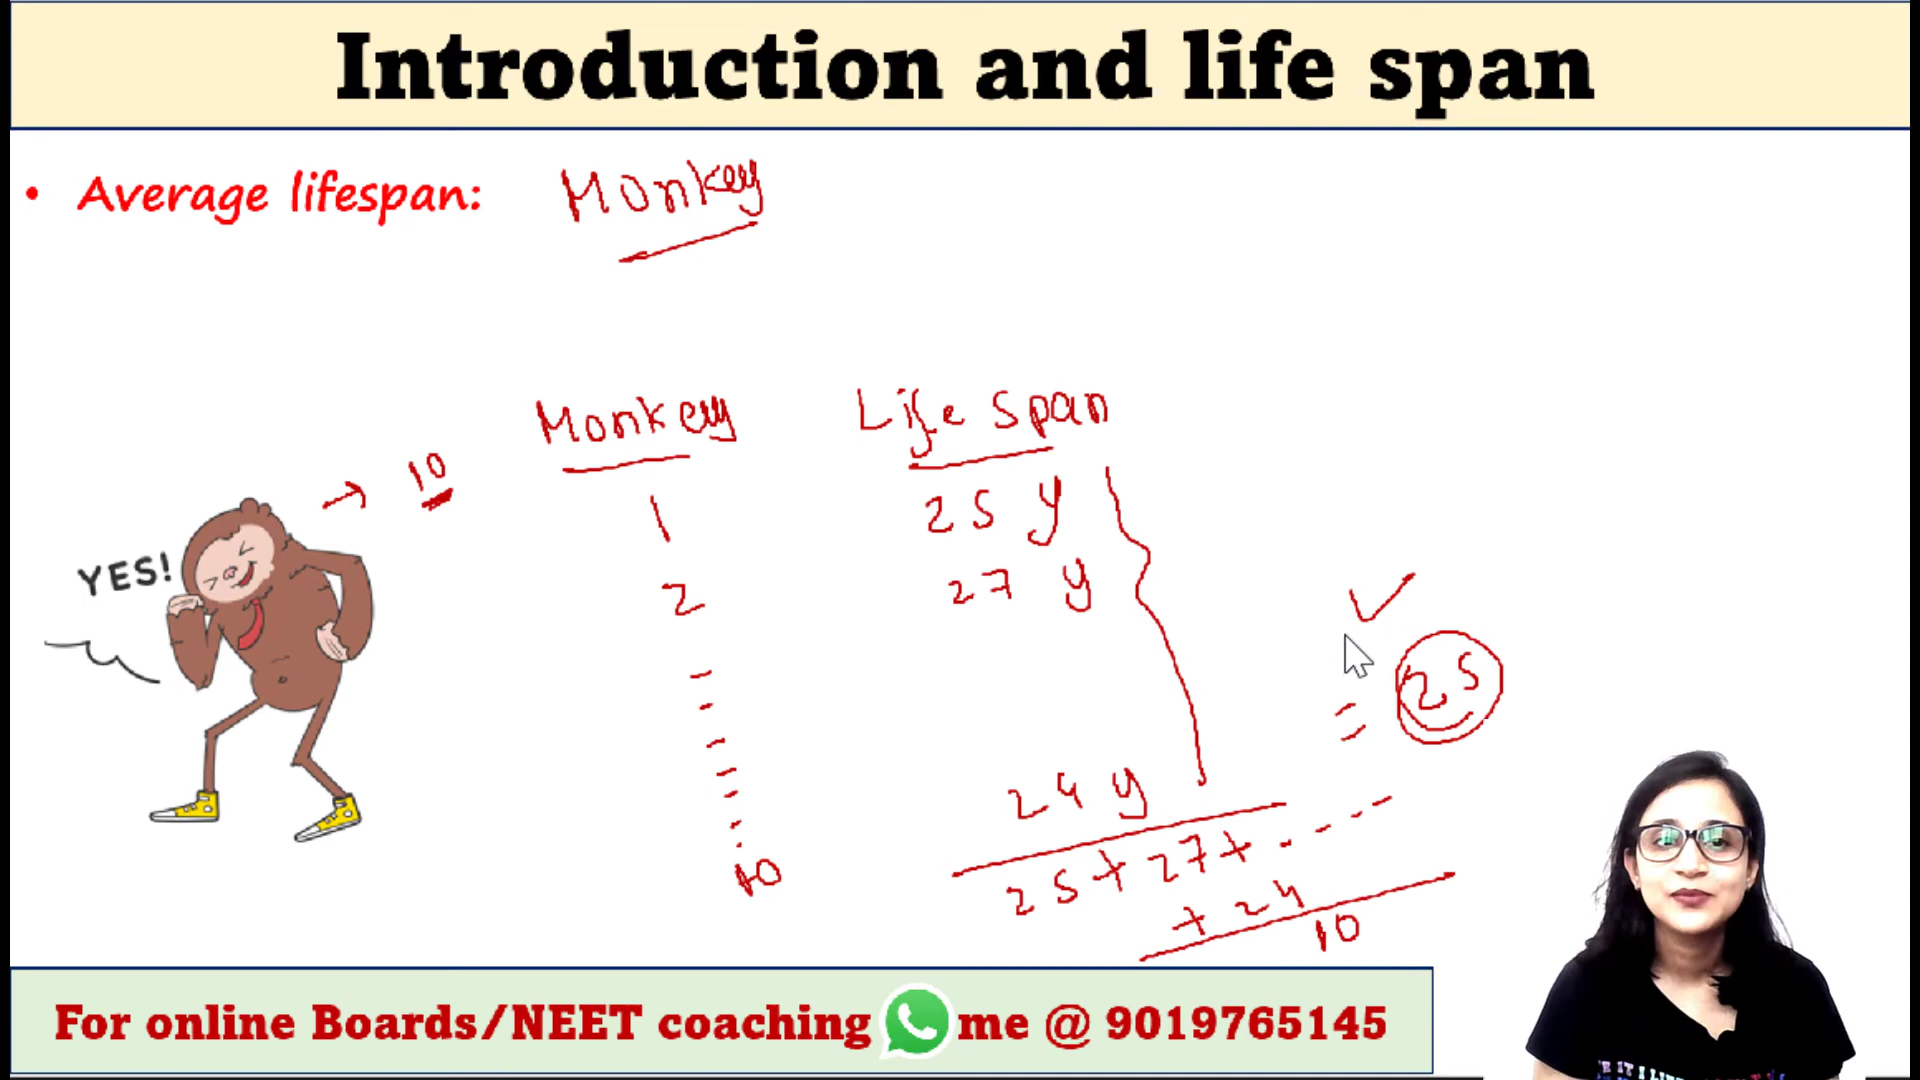 Introduction and life span
• Average lifespan: Monkey
Monkey Life span
→ 10
1 25 y
2 27 y
YES!
= 25
24 y
10
25 + 27 + - - - -
+ 24
10
For online Boards/NEET coaching me @ 9019765145